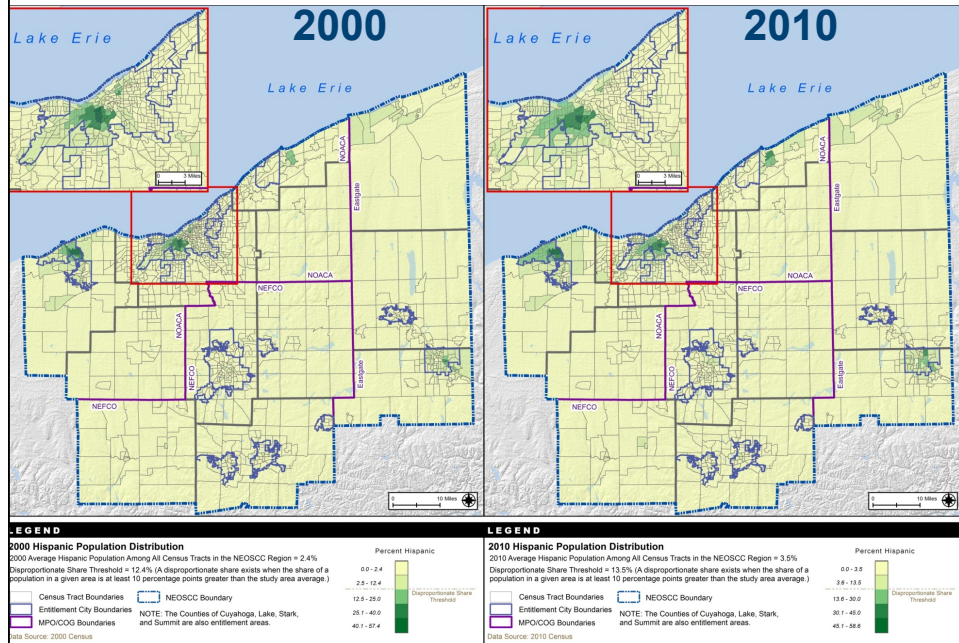 2000
Lake Erie
Lake Erie
0 3 Miles
NOACA
Eastgate
NOACA
NEFCO
NOACA
NEFCO
Eastgate
NEFCO
0 10 Miles
LEGEND
2000 Hispanic Population Distribution
2000 Average Hispanic Population Among All Census Tracts in the NEOSCC Region = 2.4%
Disproportionate Share Threshold = 12.4% (A disproportionate share exists when the share of a
population in a given area is at least 10 percentage points greater than the study area average.)
Census Tract Boundaries
Entitlement City Boundaries
MPO/COG Boundaries
NEOSCC Boundary
NOTE: The Counties of Cuyahoga, Lake, Stark,
and Summit are also entitlement areas.
Data Source: 2000 Census
Percent Hispanic
0.0 - 2.4
2.5 - 12.4
Disproportionate Share
Threshold
12.5 - 25.0
25.1 - 40.0
40.1 - 57.4
2010
Lake Erie
Lake Erie
0 3 Miles
NOACA
Eastgate
NOACA
NEFCO
NOACA
NEFCO
Eastgate
NEFCO
0 10 Miles
LEGEND
2010 Hispanic Population Distribution
2010 Average Hispanic Population Among All Census Tracts in the NEOSCC Region = 3.5%
Disproportionate Share Threshold = 13.5% (A disproportionate share exists when the share of a
population in a given area is at least 10 percentage points greater than the study area average.)
Census Tract Boundaries
Entitlement City Boundaries
MPO/COG Boundaries
NEOSCC Boundary
NOTE: The Counties of Cuyahoga, Lake, Stark,
and Summit are also entitlement areas.
Data Source: 2010 Census
Percent Hispanic
0.0 - 3.5
3.6 - 13.5
Disproportionate Share
Threshold
13.6 - 30.0
30.1 - 45.0
45.1 - 58.6